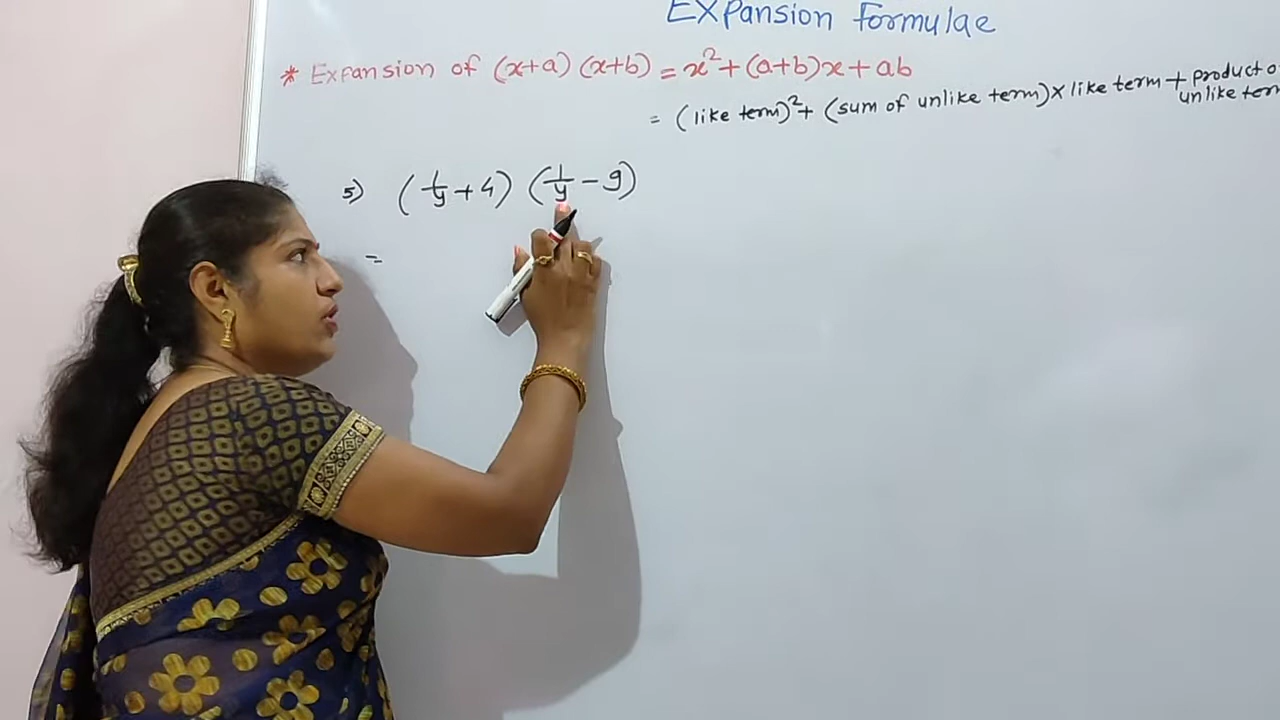 Expansion Formulae
* Expansion of (x+a) (x+b) = x²+(a+b)x+ab
= (like term)²+ (sum of unlike term)×like term + product o
unlike term
5) (1/y + 4) (1/y - 9)
=